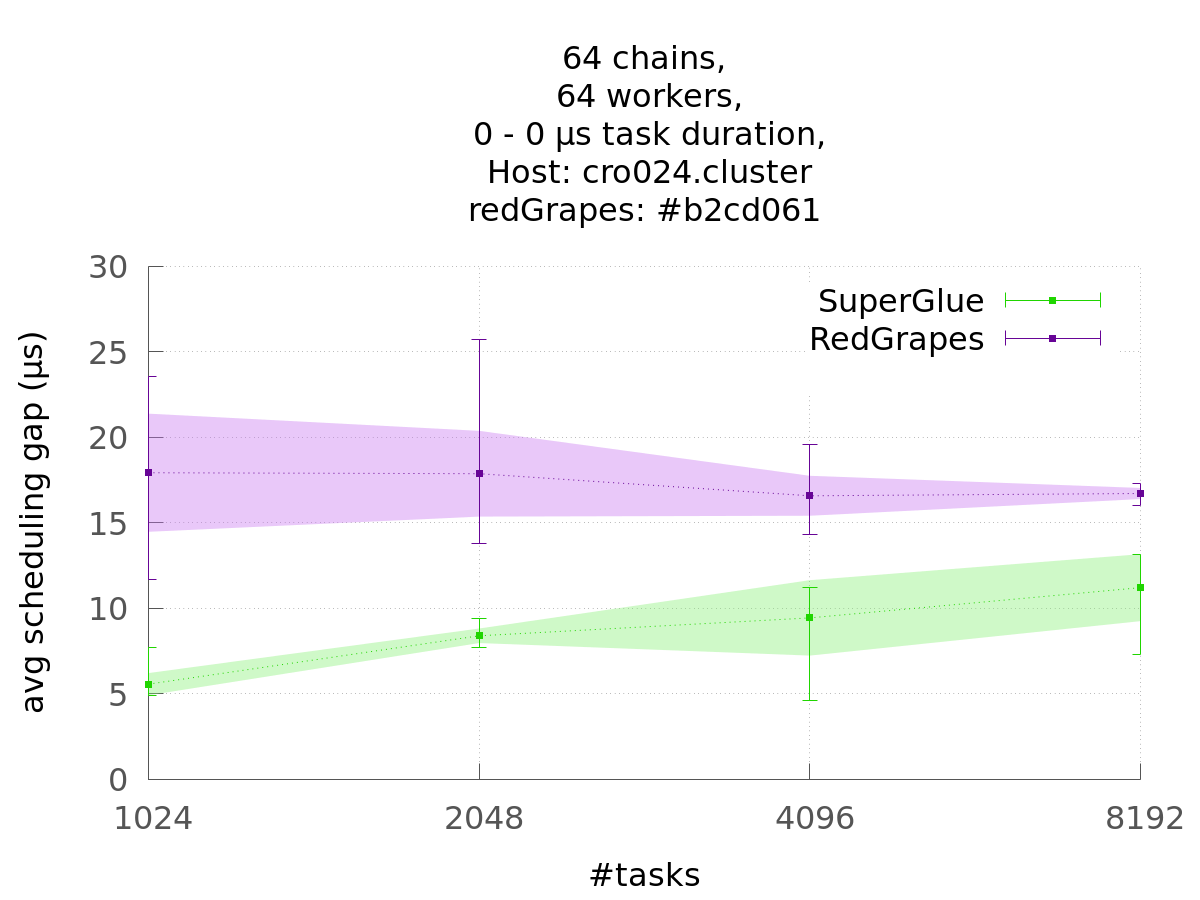 64 chains,
64 workers,
0 - 0 µs task duration,
Host: cro024.cluster
redGrapes: #b2cd061
30
25
20
15
10
5
0
avg scheduling gap (µs)
SuperGlue
RedGrapes
1024 2048 4096 8192
#tasks